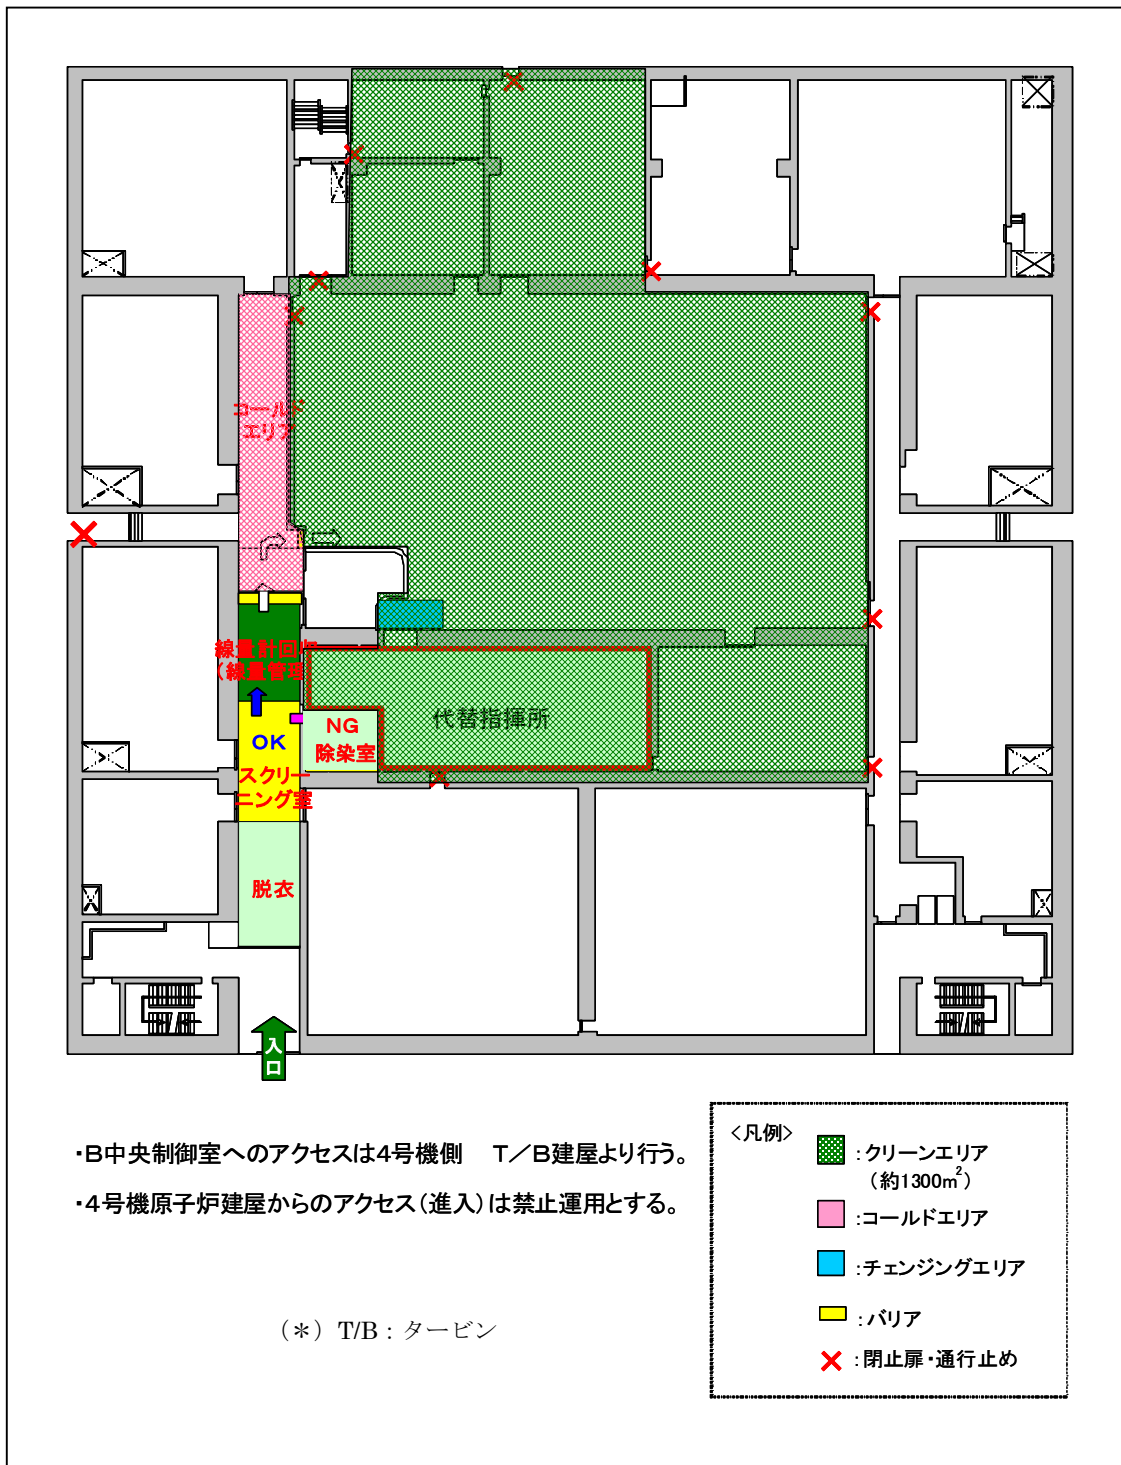 コールド
エリア
線量計回収
（線量管理
代替指揮所
NG
除染室
OK
スクリー
ニング室
脱衣
入
口
・B中央制御室へのアクセスは4号機側　T／B建屋より行う。
・4号機原子炉建屋からのアクセス（進入）は禁止運用とする。
（＊）T/B：タービン
＜凡例＞
：クリーンエリア
（約1300m²）
：コールドエリア
：チェンジングエリア
：バリア
：閉止扉・通行止め